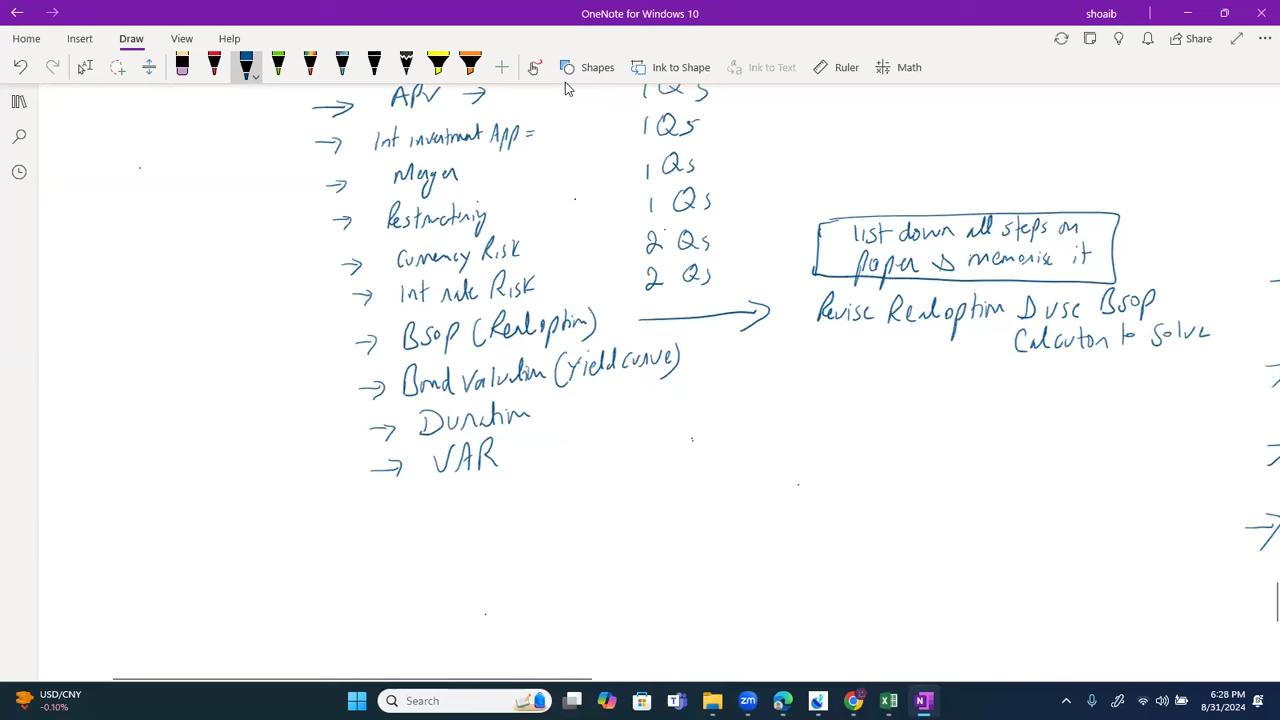 OneNote for Windows 10
shoaib
Home Insert Draw View Help
Share
Shapes Ink to Shape Ink to Text Ruler Math
APV → 1 Qs
→ Int investment App = 1 Qs
→ Merger 1 Qs
→ Restructuring 1 Qs
→ Currency Risk 2 Qs
→ Int rate Risk 2 Qs
→ BSOP (Real option)
→ Bond Valuation (Yield curve)
→ Duration
→ VAR
list down all steps on
paper & memorise it
Revise Real option & use BSOP
Calcutor to solve
USD/CNY
-0.10%
Search
6:28 PM
8/31/2024